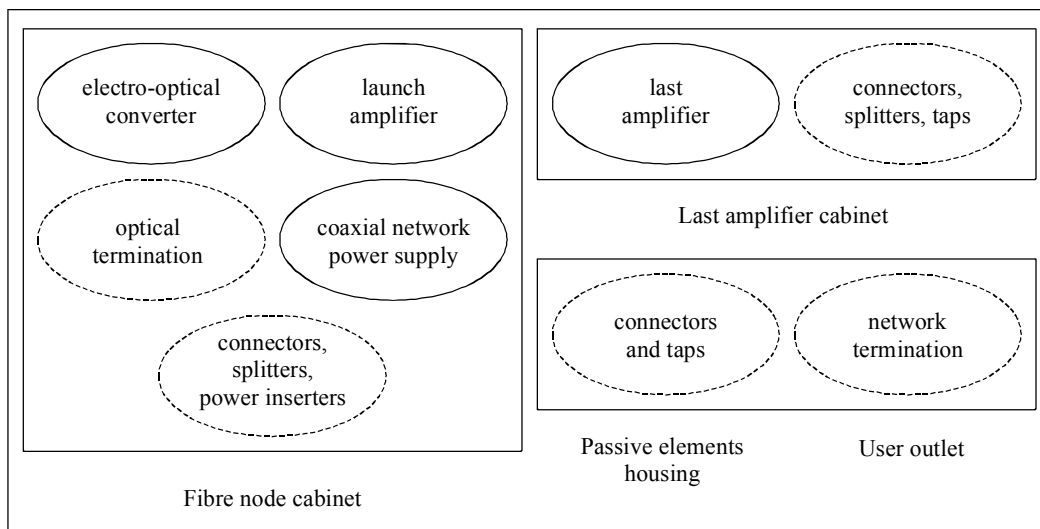 electro-optical
converter
launch
amplifier
optical
termination
coaxial network
power supply
connectors,
splitters,
power inserters
Fibre node cabinet
last
amplifier
connectors,
splitters, taps
Last amplifier cabinet
connectors
and taps
network
termination
Passive elements
housing
User outlet